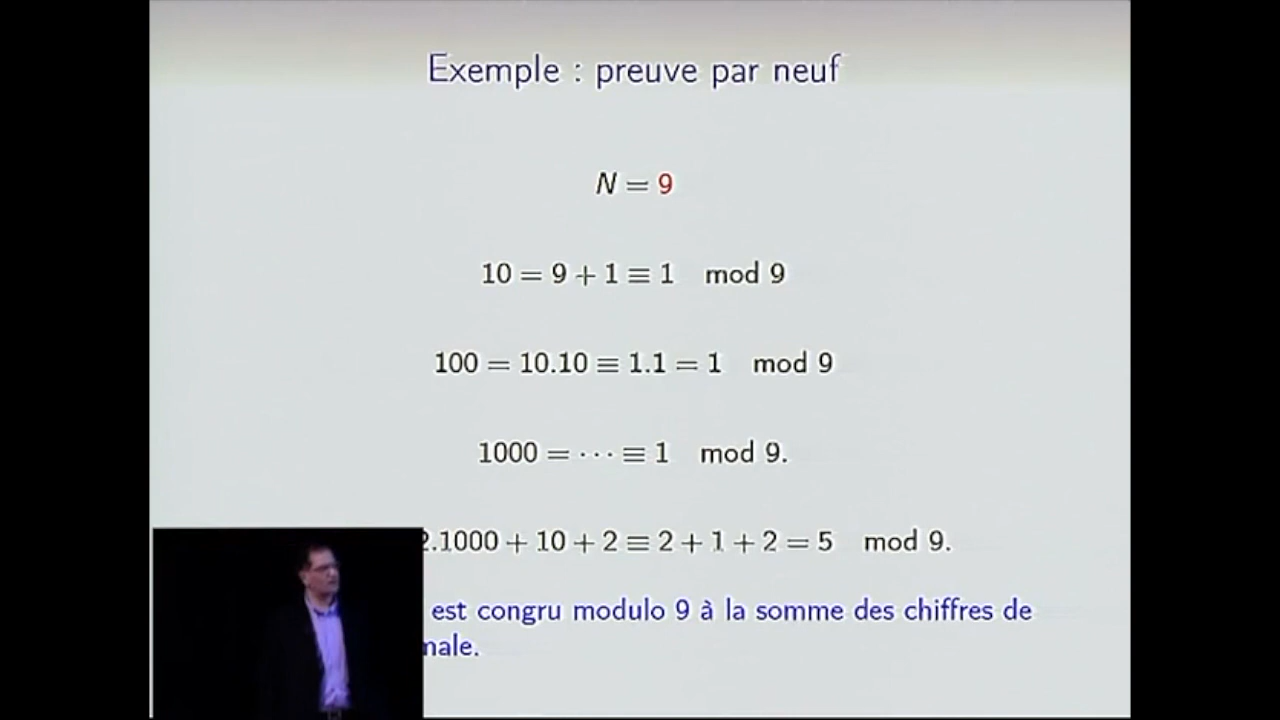 Exemple : preuve par neuf
N = 9
10 = 9 + 1 ≡ 1 mod 9
100 = 10.10 ≡ 1.1 = 1 mod 9
1000 = ⋯ ≡ 1 mod 9.
2.1000 + 10 + 2 ≡ 2 + 1 + 2 = 5 mod 9.
est congru modulo 9 à la somme des chiffres de